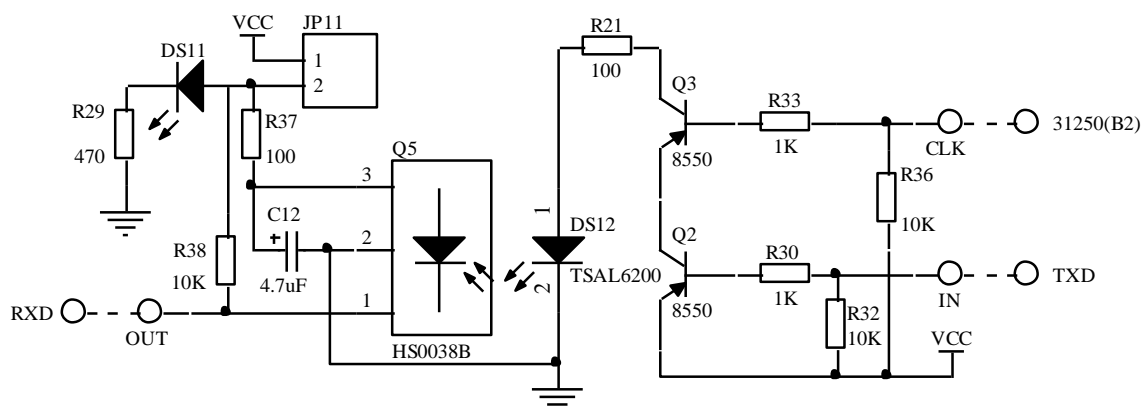 VCC
JP11
1
2
DS11
R29
470
R37
100
Q5
3
2
1
C12
+
4.7uF
R38
10K
RXD
OUT
HS0038B
R21
100
1
DS12
TSAL6200
2
Q3
8550
Q2
8550
R33
1K
CLK
31250(B2)
R36
10K
R30
1K
IN
TXD
R32
10K
VCC